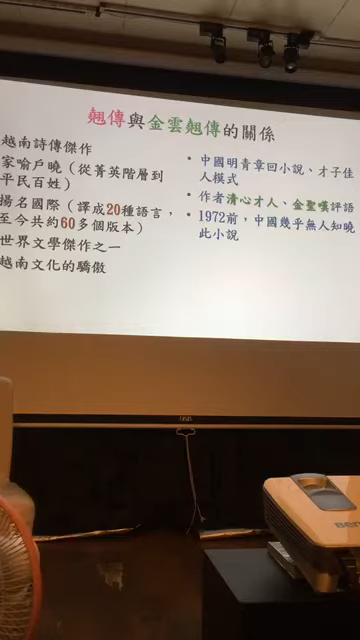 翹傳與金雲翹傳的關係
越南詩傳傑作
家喻戶曉（從菁英階層到
平民百姓）
揚名國際（譯成20種語言，
至今共約60多個版本）
世界文學傑作之一
越南文化的驕傲
• 中國明青章回小説、才子佳
人模式
• 作者清心才人、金聖嘆評語
• 1972前，中國幾乎無人知曉
此小說
Ben